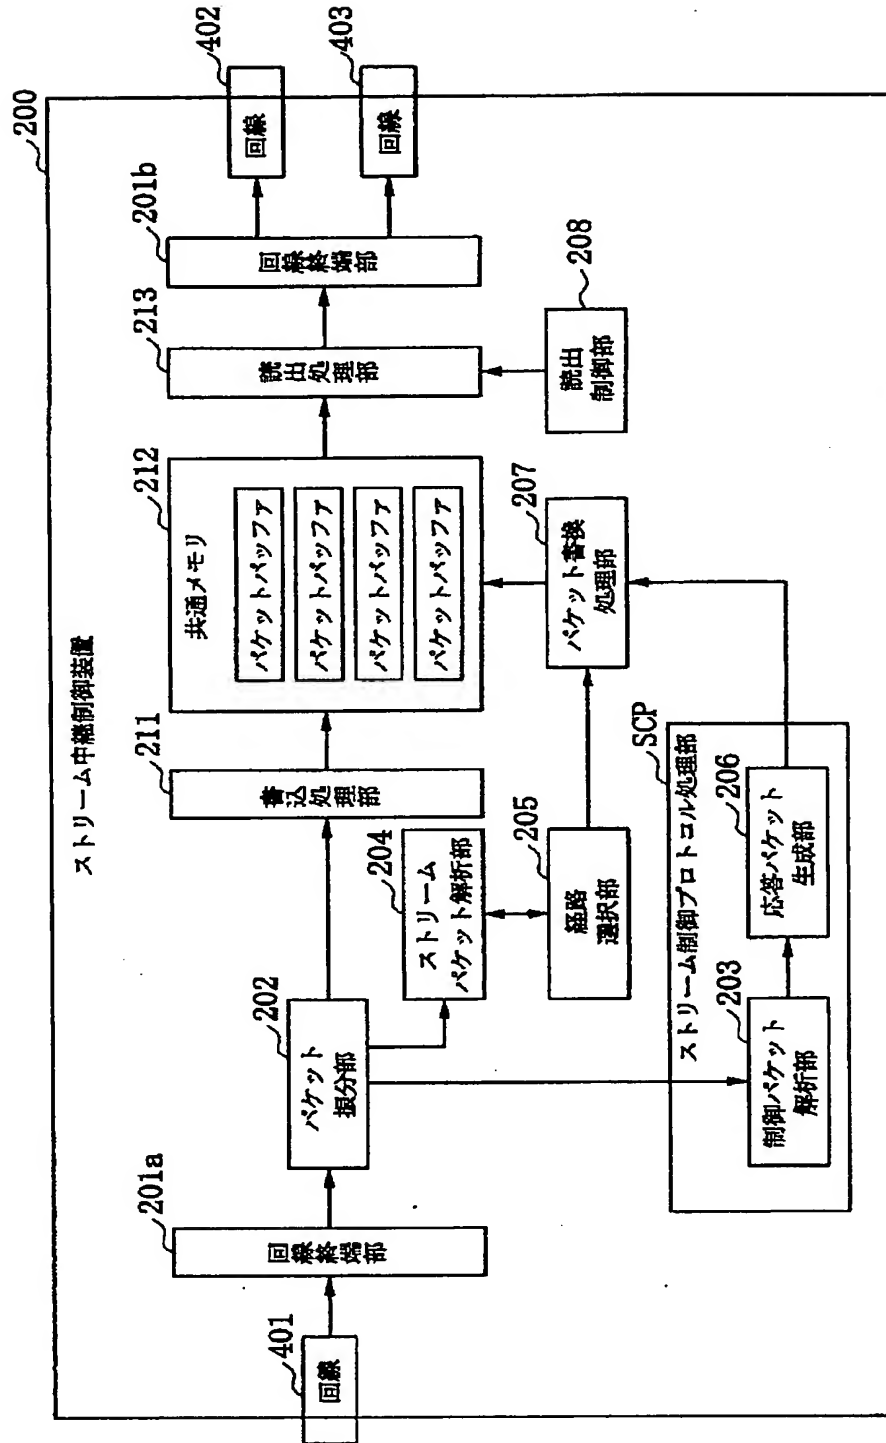 ストリーム中継制御装置
200
401
回線
201a
回線終端部
202
パケット
振分部
204
ストリーム
パケット解析部
211
書込処理部
212
共通メモリ
パケットバッファ
パケットバッファ
パケットバッファ
パケットバッファ
213
読出処理部
201b
回線終端部
402
回線
403
回線
205
経路
選択部
207
パケット書換
処理部
208
読出
制御部
SCP
ストリーム制御プロトコル処理部
203
制御パケット
解析部
206
応答パケット
生成部